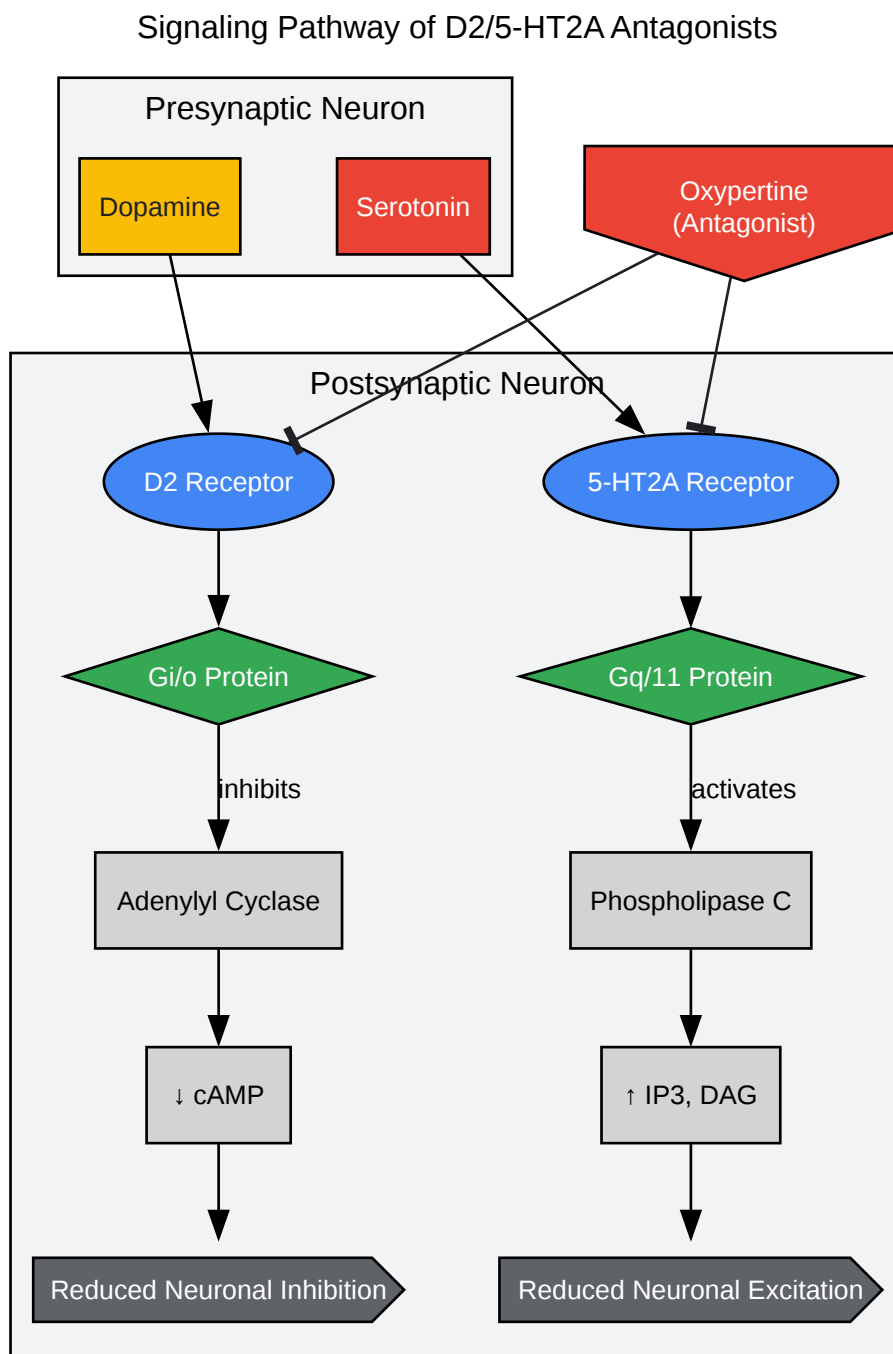 Signaling Pathway of D2/5-HT2A Antagonists
Presynaptic Neuron
Dopamine
Serotonin
Oxypertine
(Antagonist)
Postsynaptic Neuron
D2 Receptor
5-HT2A Receptor
Gi/o Protein
Gq/11 Protein
inhibits
activates
Adenylyl Cyclase
Phospholipase C
↓ cAMP
↑ IP3, DAG
Reduced Neuronal Inhibition
Reduced Neuronal Excitation